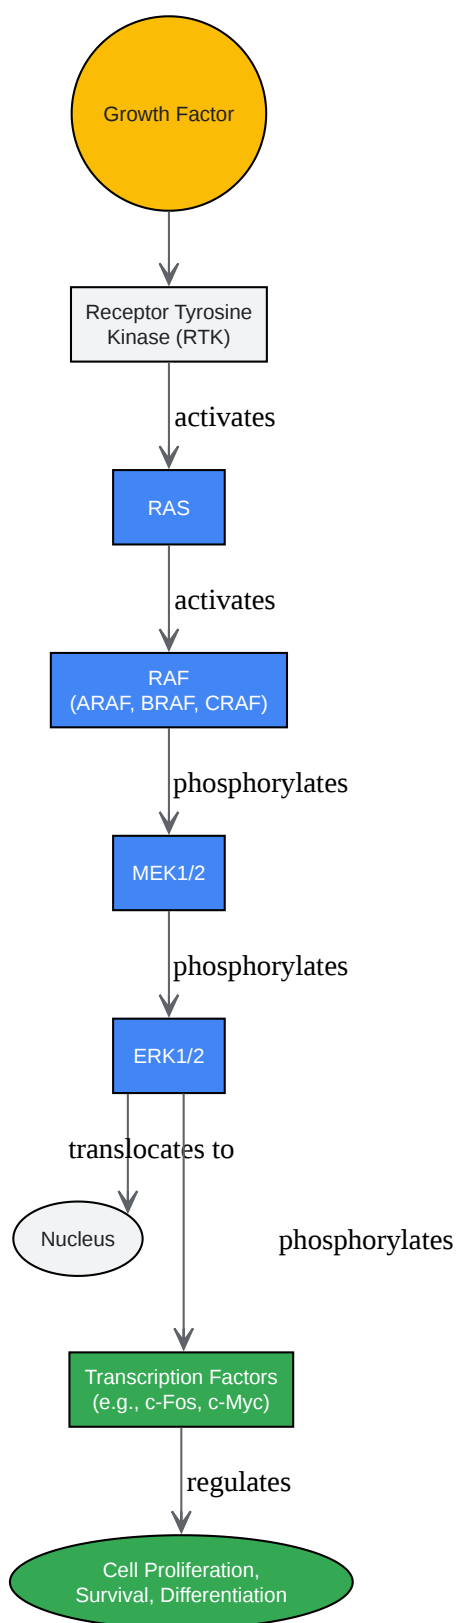 Growth Factor
Receptor Tyrosine
Kinase (RTK)
activates
RAS
activates
RAF
(ARAF, BRAF, CRAF)
phosphorylates
MEK1/2
phosphorylates
ERK1/2
translocates to
Nucleus
phosphorylates
Transcription Factors
(e.g., c-Fos, c-Myc)
regulates
Cell Proliferation,
Survival, Differentiation